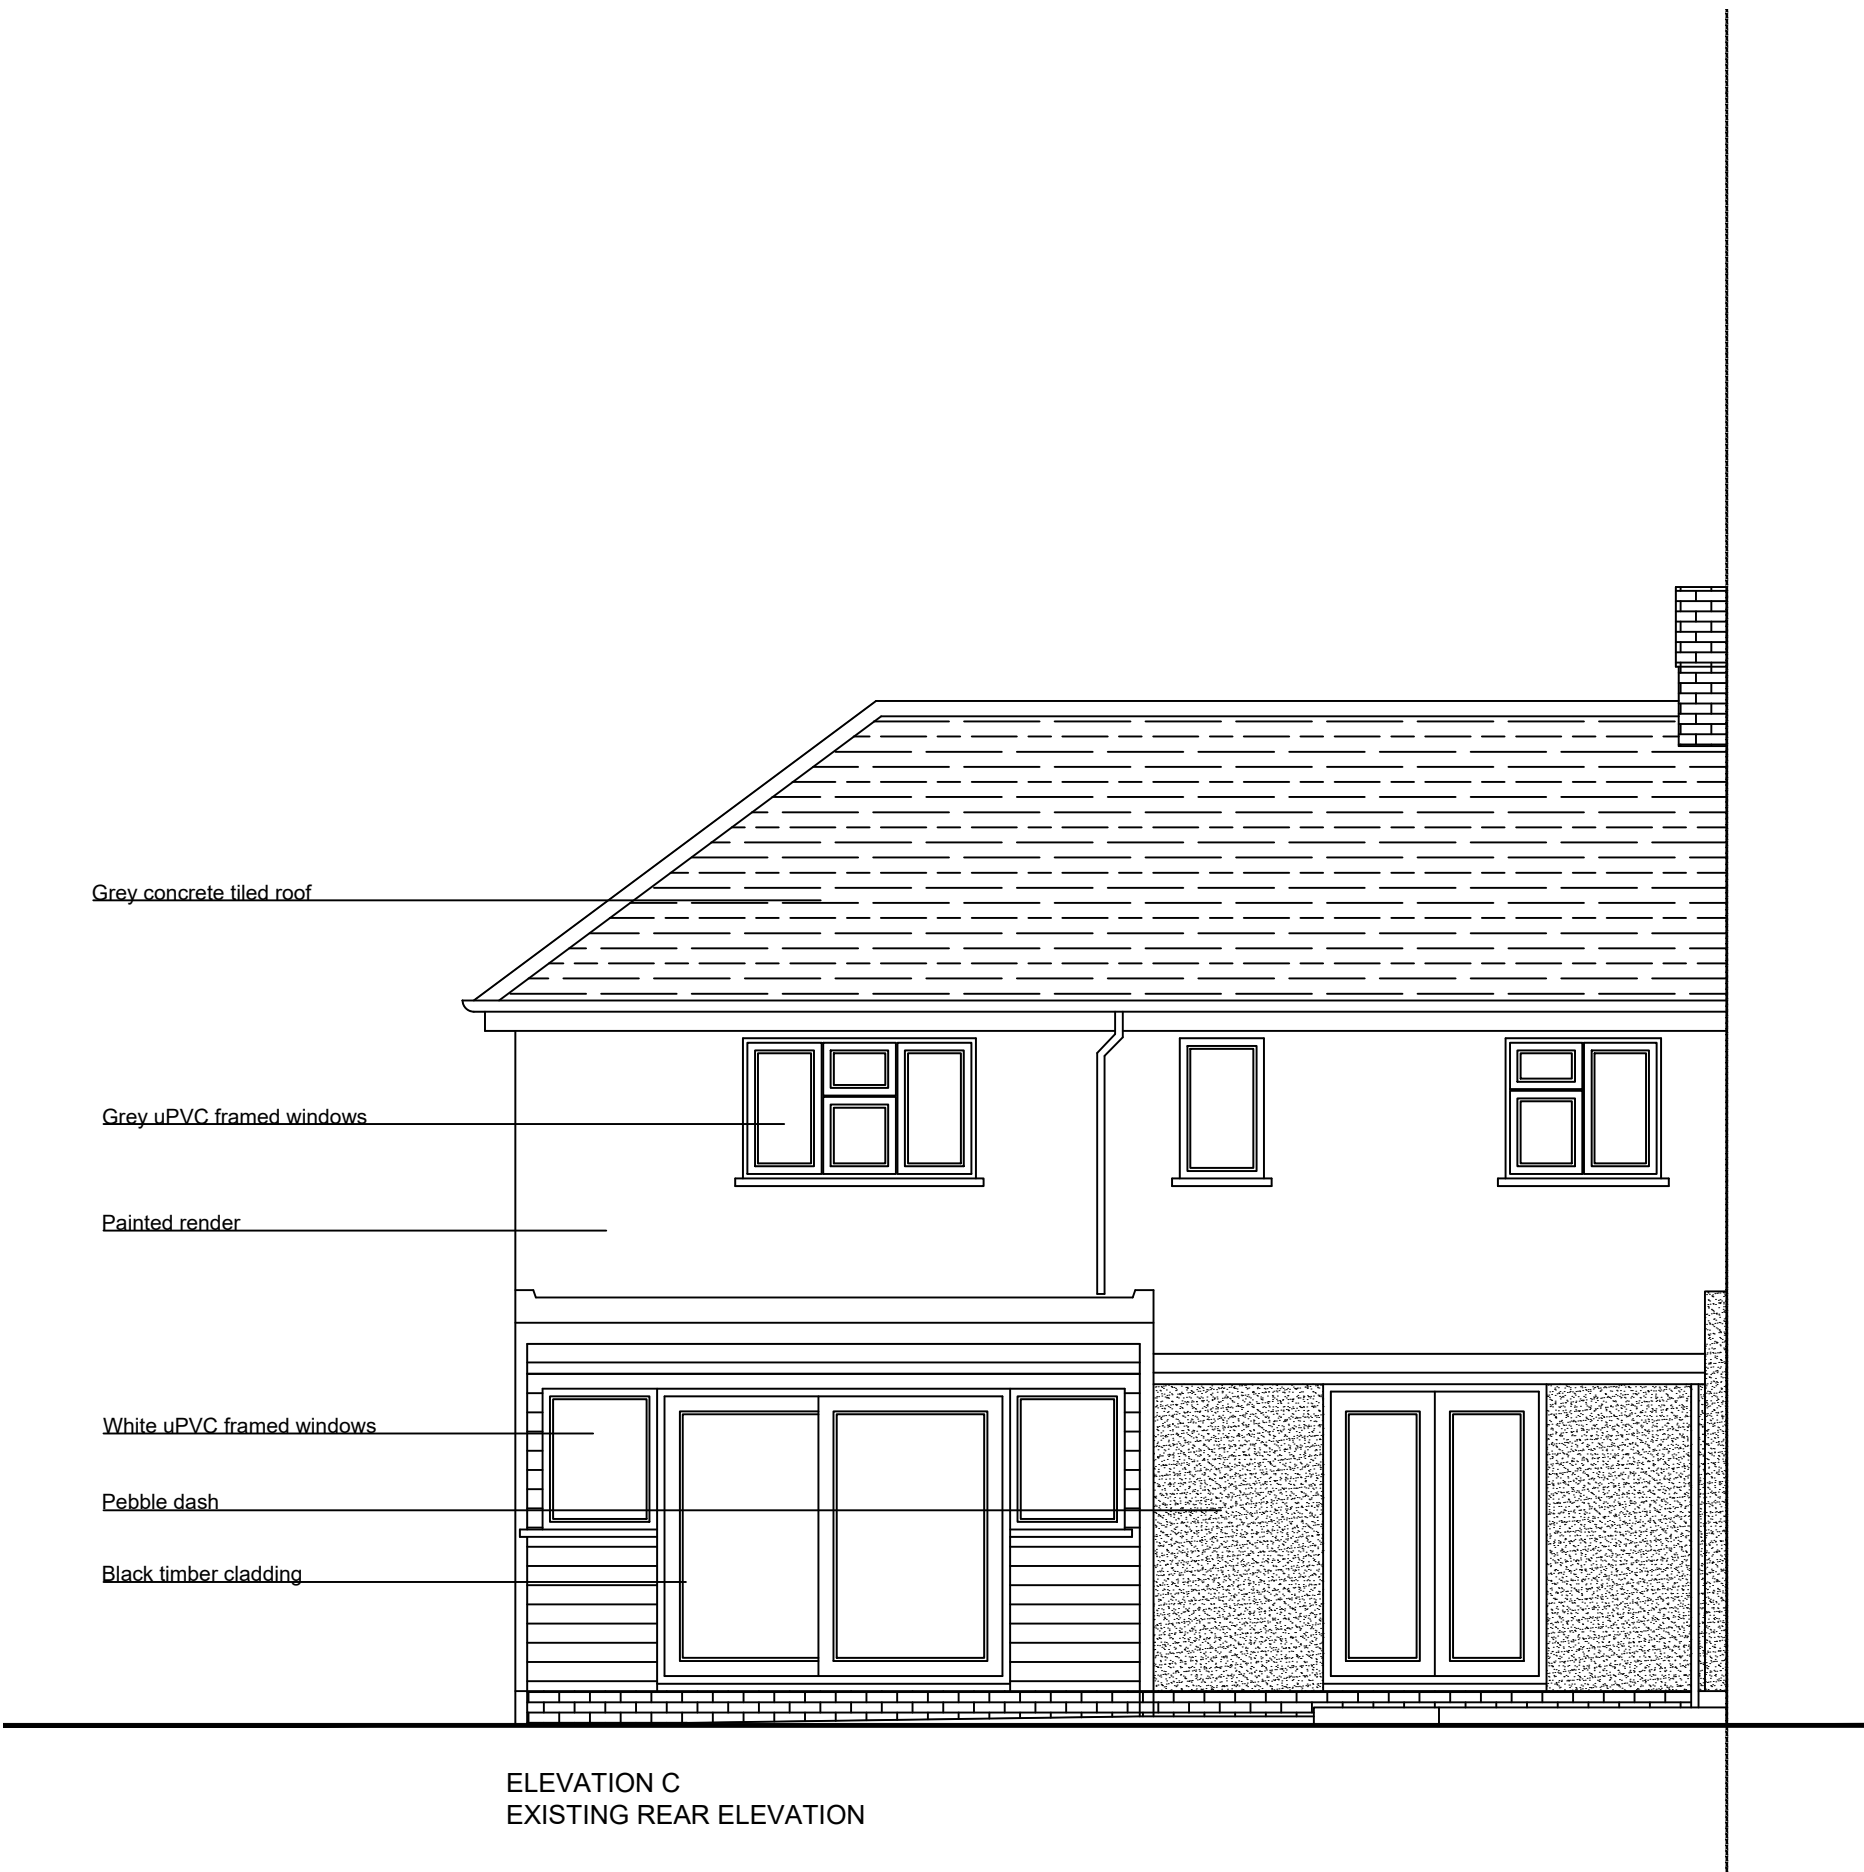 Grey concrete tiled roof
Grey uPVC framed windows
Painted render
White uPVC framed windows
Pebble dash
Black timber cladding
ELEVATION C
EXISTING REAR ELEVATION